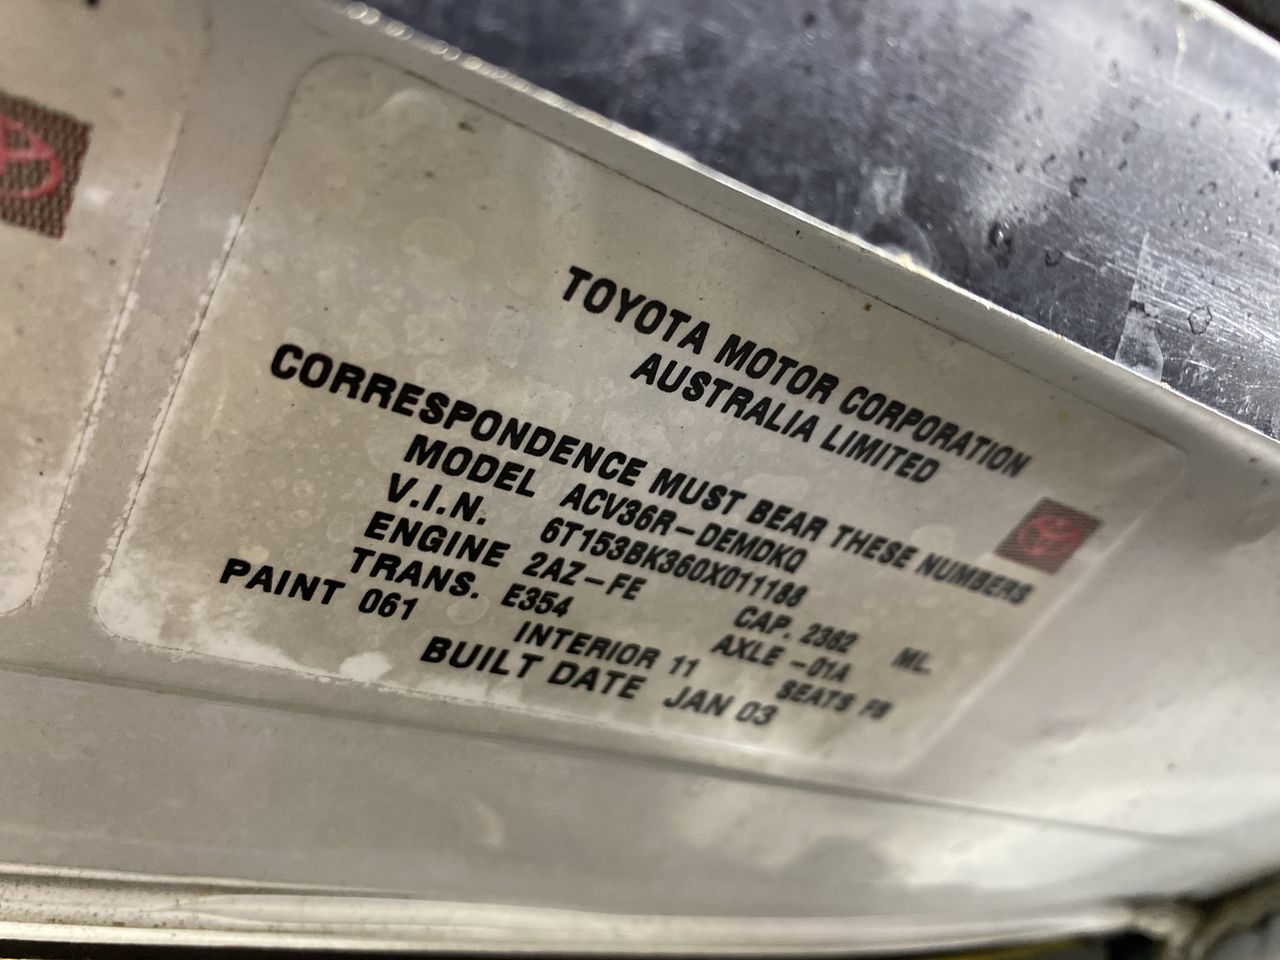 TOYOTA MOTOR CORPORATION
AUSTRALIA LIMITED
CORRESPONDENCE MUST BEAR THESE NUMBERS
MODEL ACV36R-DEMDKQ
V.I.N. 6T153BK360X011188
ENGINE 2AZ-FE CAP. 2362 ML.
TRANS. E354 AXLE -01A
PAINT 061 INTERIOR 11 SEATS FB
BUILT DATE JAN 03